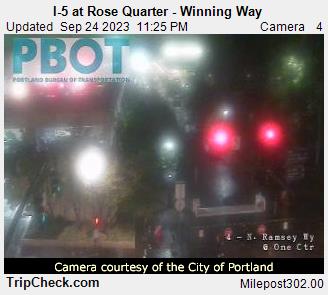 I-5 at Rose Quarter - Winning Way
Updated Sep 24 2023 11:25 PM Camera 4
PBOT
PORTLAND BUREAU OF TRANSPORTATION
4 - N. Ramsey Wy
@ One Ctr
Camera courtesy of the City of Portland
TripCheck.com Milepost302.00